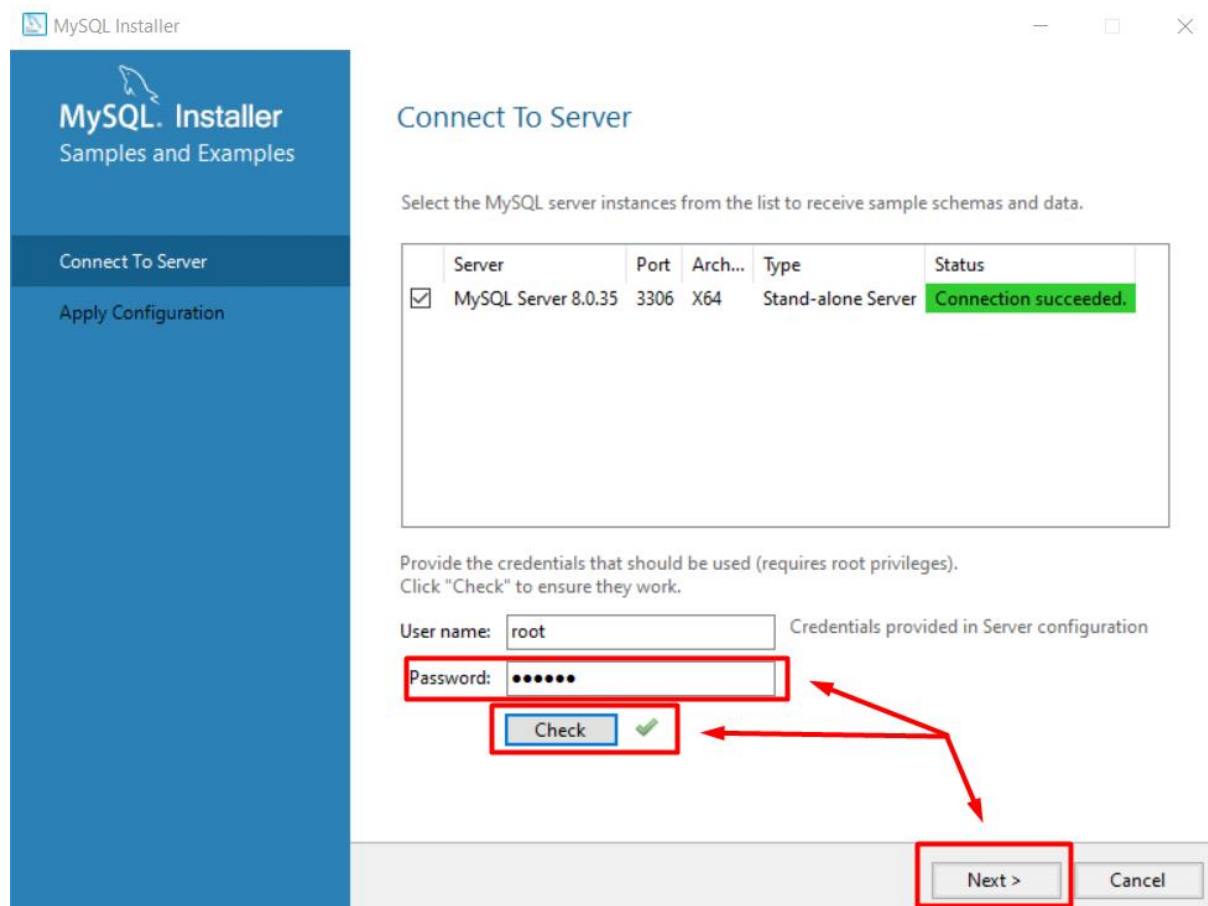 MySQL Installer
MySQL. Installer
Samples and Examples
Connect To Server
Apply Configuration
Connect To Server
Select the MySQL server instances from the list to receive sample schemas and data.
Server Port Arch... Type Status
MySQL Server 8.0.35 3306 X64 Stand-alone Server Connection succeeded.
Provide the credentials that should be used (requires root privileges).
Click "Check" to ensure they work.
User name: root Credentials provided in Server configuration
Password: ••••••
Check
Next > Cancel